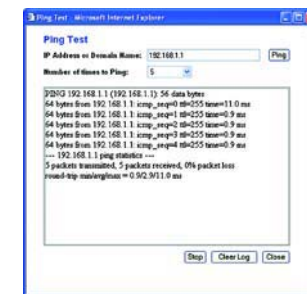 Ping Test - Microsoft Internet Explorer
Ping Test
IP Address or Domain Name: 192.168.1.1 Ping
Number of times to Ping: 5
PING 192.168.1.1 (192.168.1.1): 56 data bytes
64 bytes from 192.168.1.1: icmp_seq=0 ttl=255 time=11.0 ms
64 bytes from 192.168.1.1: icmp_seq=1 ttl=255 time=0.9 ms
64 bytes from 192.168.1.1: icmp_seq=2 ttl=255 time=0.9 ms
64 bytes from 192.168.1.1: icmp_seq=3 ttl=255 time=0.9 ms
64 bytes from 192.168.1.1: icmp_seq=4 ttl=255 time=0.9 ms
--- 192.168.1.1 ping statistics ---
5 packets transmitted, 5 packets received, 0% packet loss
round-trip min/avg/max = 0.9/2.9/11.0 ms
Stop Clear Log Close